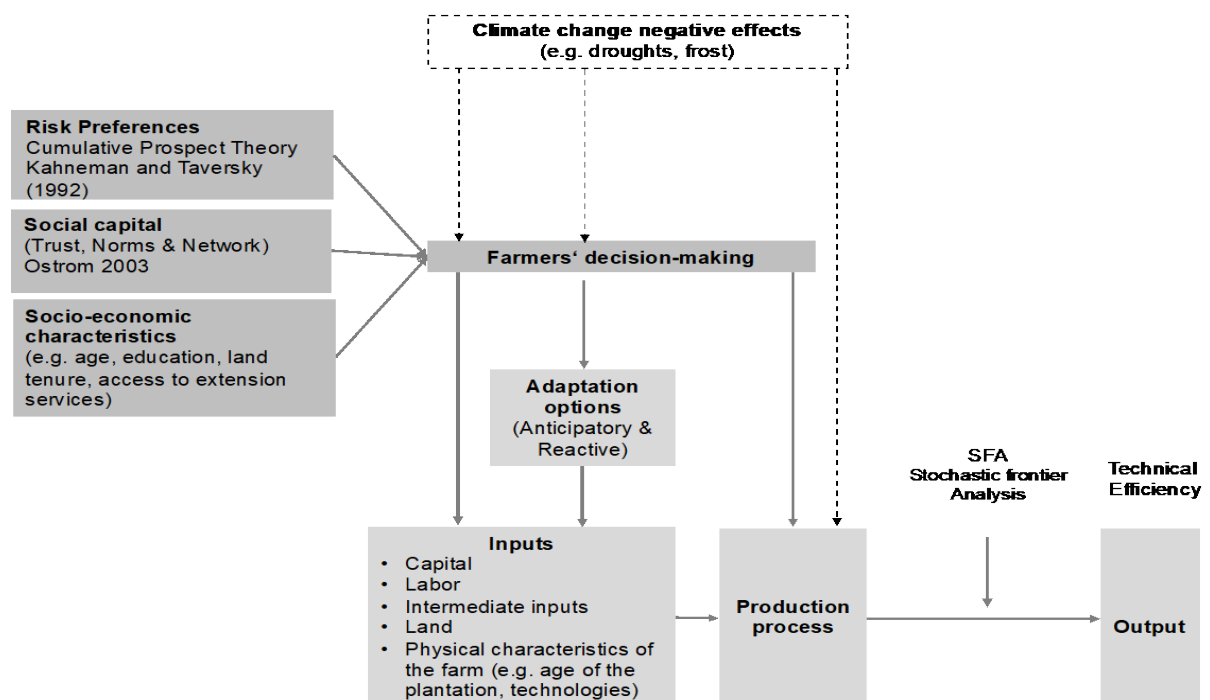 Climate change negative effects
(e.g. droughts, frost)
Risk Preferences
Cumulative Prospect Theory
Kahneman and Taversky
(1992)
Social capital
(Trust, Norms & Network)
Ostrom 2003
Socio-economic
characteristics
(e.g. age, education, land
tenure, access to extension
services)
Farmers‘ decision-making
Adaptation
options
(Anticipatory &
Reactive)
Inputs
• Capital
• Labor
• Intermediate inputs
• Land
• Physical characteristics of
the farm (e.g. age of the
plantation, technologies)
Production
process
SFA
Stochastic frontier
Analysis
Technical
Efficiency
Output